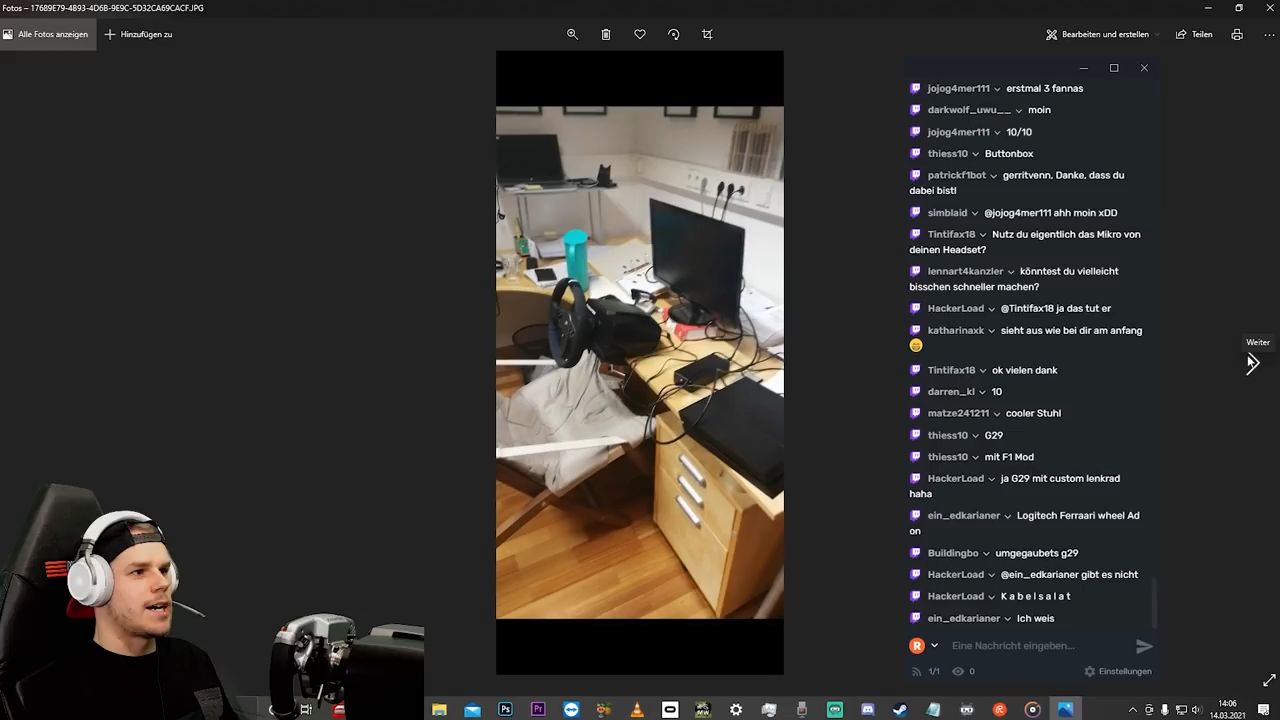 Fotos – 17689E79-4B93-4D6B-9E9C-5D32CA69CACF.JPG
Alle Fotos anzeigen
Hinzufügen zu
Bearbeiten und erstellen
Teilen
jojog4mer111 erstmal 3 fannas
darkwolf_uwu__ moin
jojog4mer111 10/10
thiess10 Buttonbox
patrickf1bot gerritvenn, Danke, dass du
dabei bist!
simblaid @jojog4mer111 ahh moin xDD
Tintifax18 Nutz du eigentlich das Mikro von
deinen Headset?
lennart4kanzler könntest du vielleicht
bisschen schneller machen?
HackerLoad @Tintifax18 ja das tut er
katharinaxk sieht aus wie bei dir am anfang
😁
Tintifax18 ok vielen dank
darren_kl 10
matze241211 cooler Stuhl
thiess10 G29
thiess10 mit F1 Mod
HackerLoad ja G29 mit custom lenkrad
haha
ein_edkarianer Logitech Ferraari wheel Ad
on
Buildingbo umgegaubets g29
HackerLoad @ein_edkarianer gibt es nicht
HackerLoad K a b e l s a l a t
ein_edkarianer Ich weis
R Eine Nachricht eingeben...
1/1 0 Einstellungen
Weiter
14:06
14.03.2021